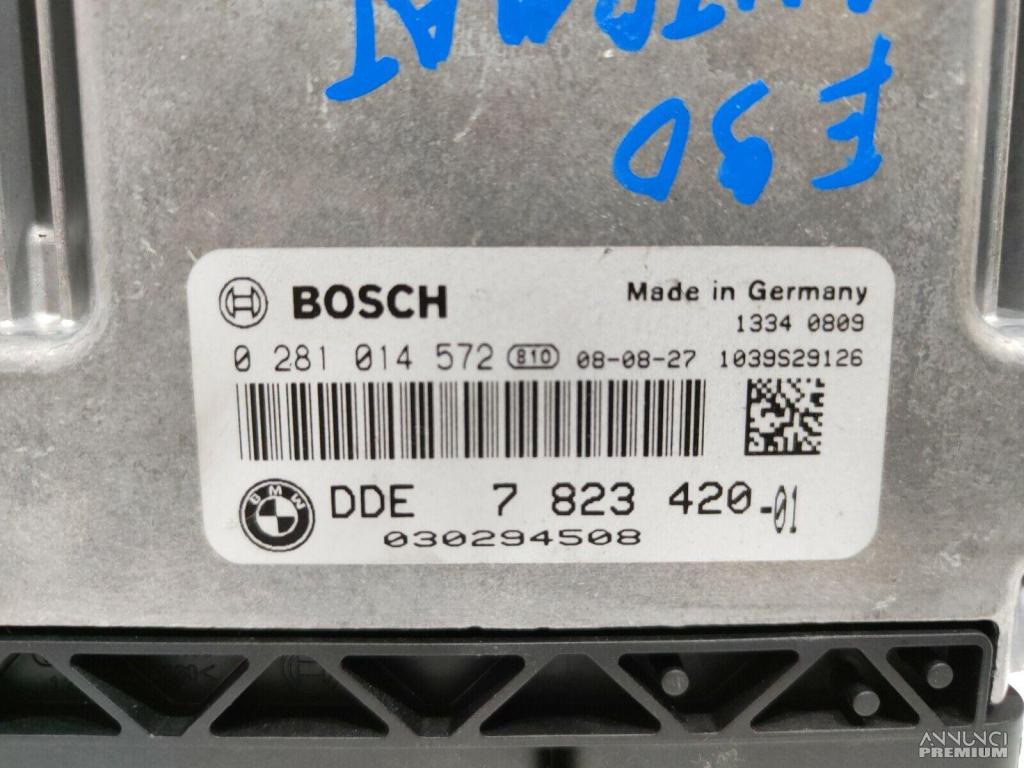 E90
BOSCH
Made in Germany
1334 0809
0 281 014 572 810 08-08-27 1039S29126
BMW DDE 7 823 420-01
030294508
ANNUNCI
PREMIUM